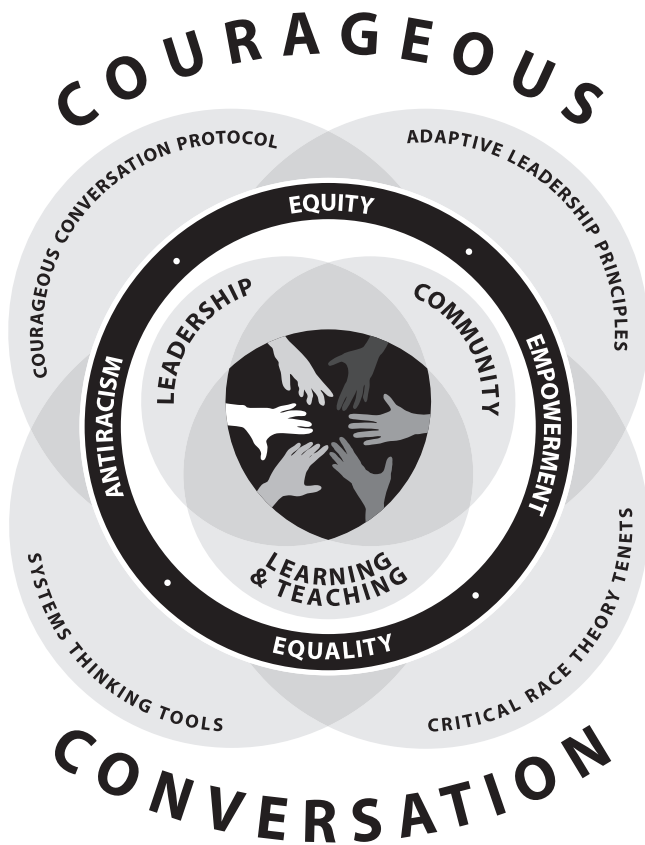 COURAGEOUS
COURAGEOUS CONVERSATION PROTOCOL
ADAPTIVE LEADERSHIP PRINCIPLES
EQUITY
LEADERSHIP
COMMUNITY
ANTIRACISM
EMPOWERMENT
LEARNING
& TEACHING
EQUALITY
SYSTEMS THINKING TOOLS
CRITICAL RACE THEORY TENETS
CONVERSATION